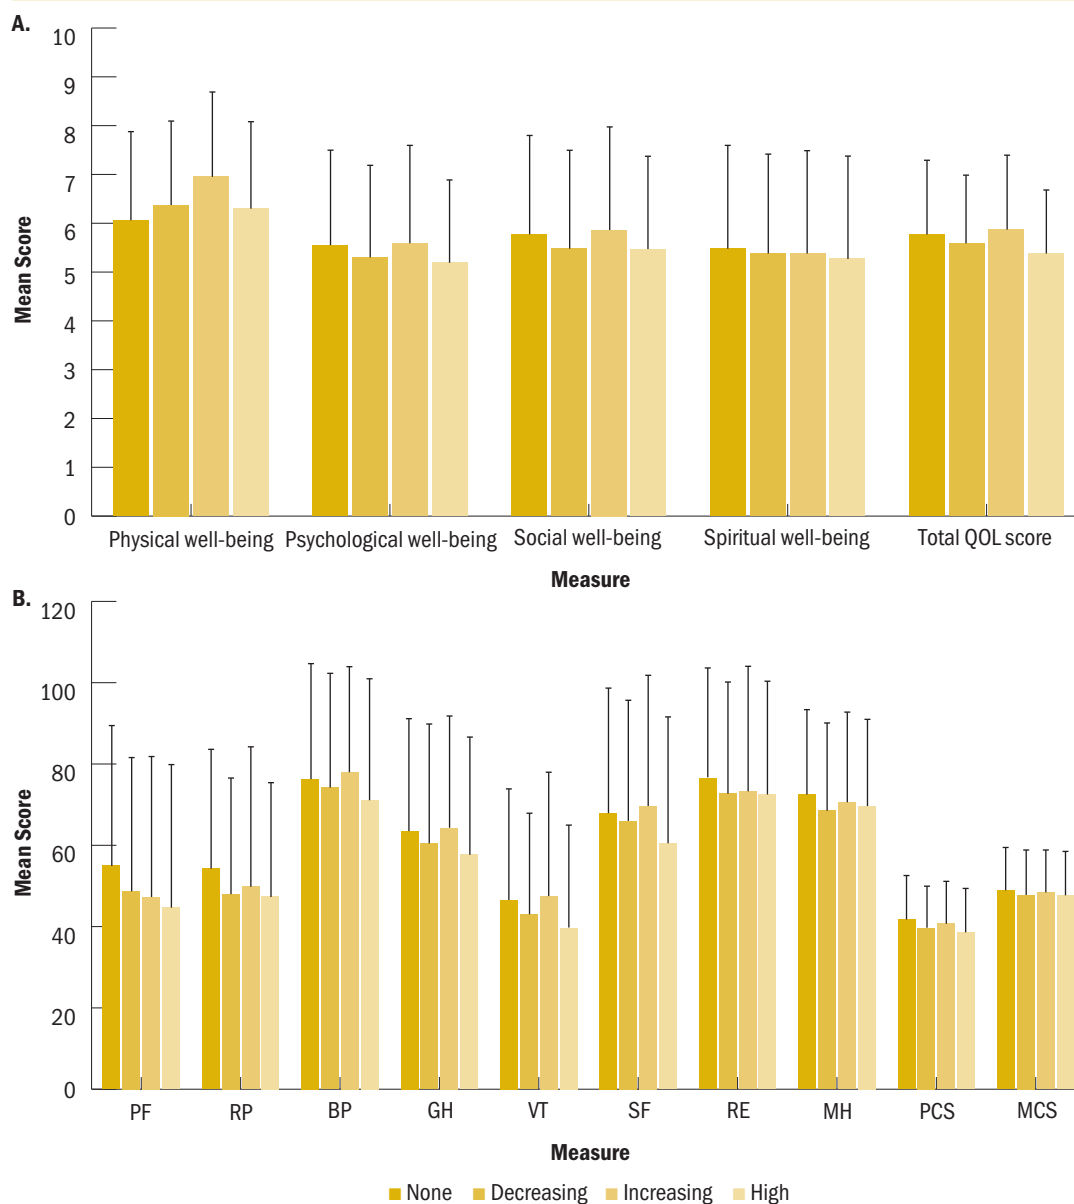 A.
10
9
8
7
6
5
4
3
2
1
0
Mean Score
Physical well-being Psychological well-being Social well-being Spiritual well-being Total QOL score
Measure
B.
120
100
80
60
40
20
0
Mean Score
PF RP BP GH VT SF RE MH PCS MCS
Measure
None Decreasing Increasing High